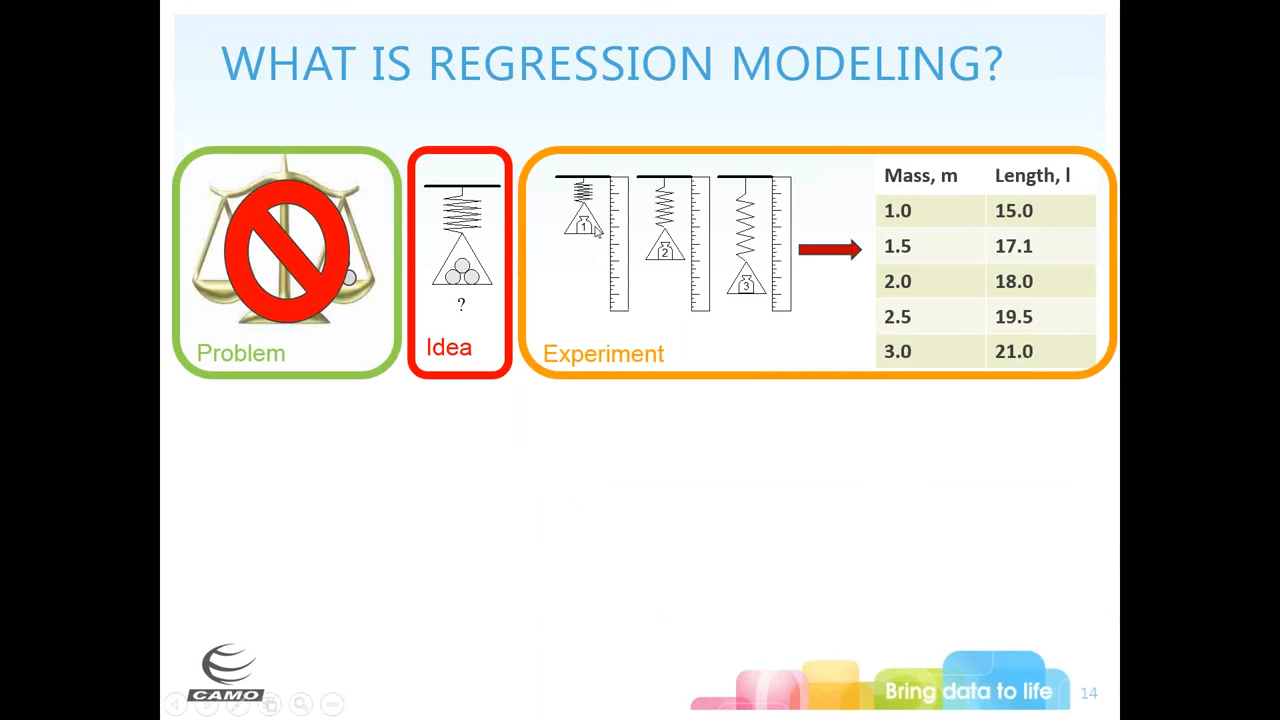 WHAT IS REGRESSION MODELING?
Problem
?
Idea
1
2
3
Experiment
Mass, m Length, l
1.0 15.0
1.5 17.1
2.0 18.0
2.5 19.5
3.0 21.0
CAMO
Bring data to life
14